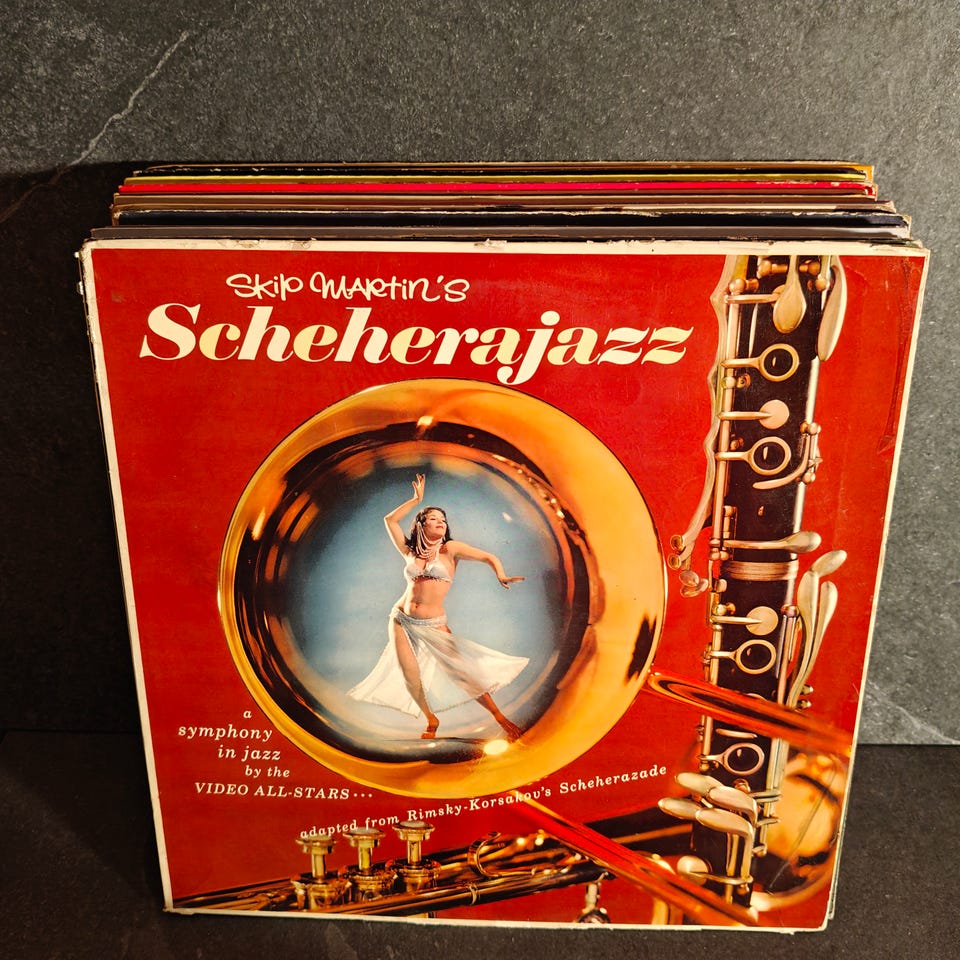 Skip Martin's
Scheherajazz
a
symphony
in jazz
by the
VIDEO ALL-STARS...
adapted from Rimsky-Korsakov's Scheherazade